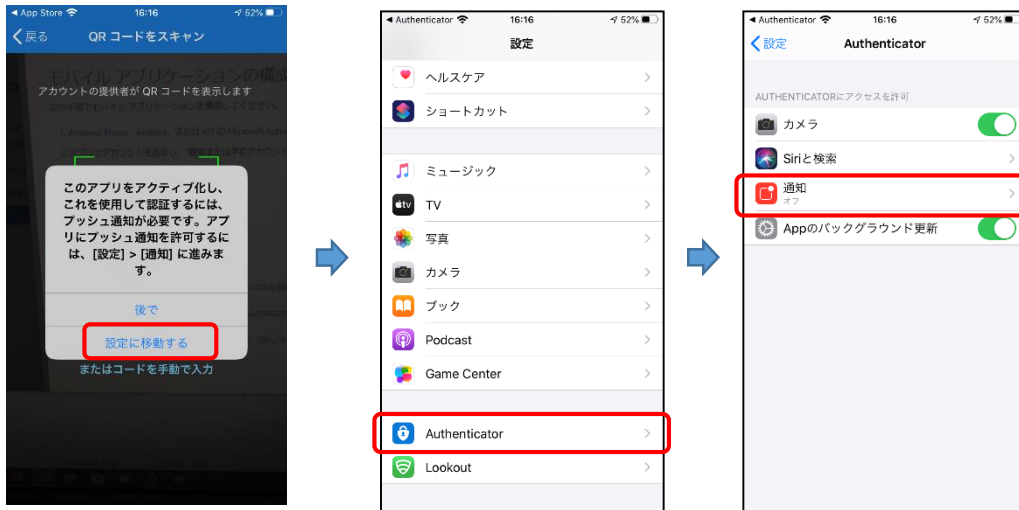 App Store 16:16 52%
戻る QR コードをスキャン
モバイル アプリケーションの構成
アカウントの提供者が QR コードを表示します
このアプリをアクティブ化し、
これを使用して認証するには、
プッシュ通知が必要です。アプ
リにプッシュ通知を許可するに
は、[設定] > [通知] に進みま
す。
後で
設定に移動する
またはコードを手動で入力
Authenticator 16:16 52%
設定
ヘルスケア
ショートカット
ミュージック
tv TV
写真
カメラ
ブック
Podcast
Game Center
Authenticator
Lookout
Authenticator 16:16 52%
設定 Authenticator
AUTHENTICATORにアクセスを許可
カメラ
Siriと検索
通知
オフ
Appのバックグラウンド更新